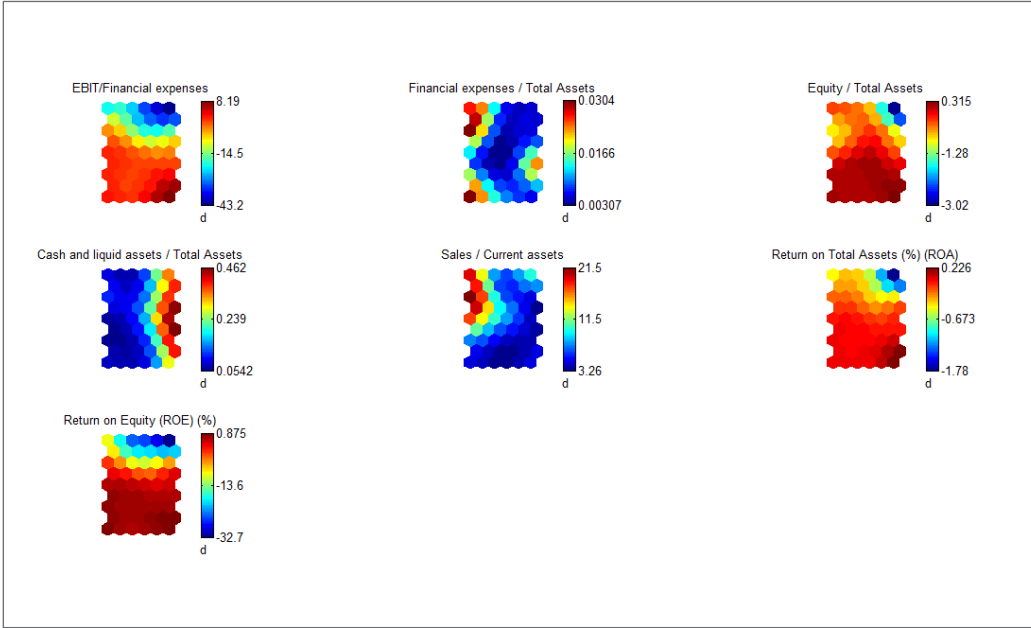 EBIT/Financial expenses
8.19
-14.5
-43.2
d
Financial expenses / Total Assets
0.0304
0.0166
0.00307
d
Equity / Total Assets
0.315
-1.28
-3.02
d
Cash and liquid assets / Total Assets
0.462
0.239
0.0542
d
Sales / Current assets
21.5
11.5
3.26
d
Return on Total Assets (%) (ROA)
0.226
-0.673
-1.78
d
Return on Equity (ROE) (%)
0.875
-13.6
-32.7
d